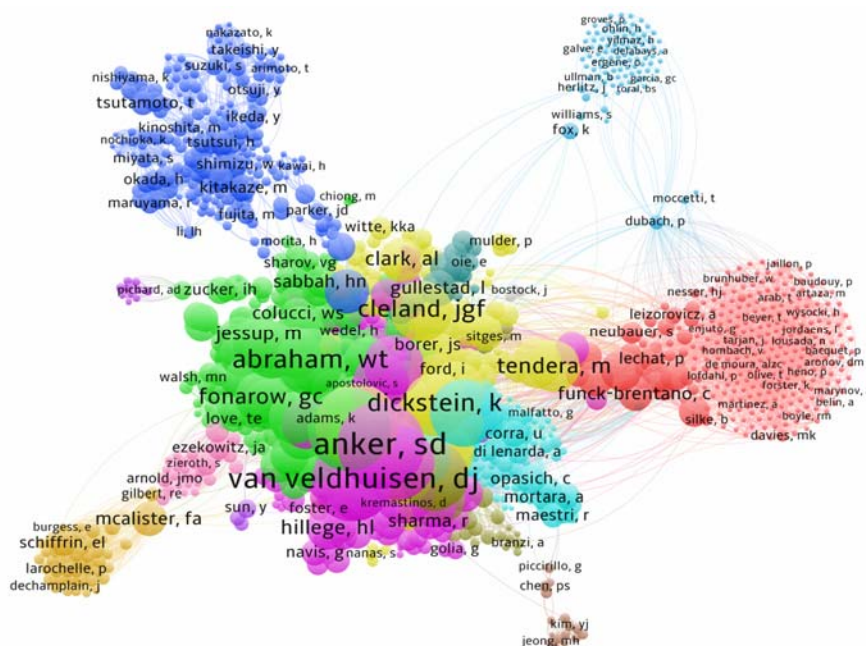 nakazato, k
takeishi, y
suzuki, s
arimoto, t
nishiyama, k
otsuji, y
tsutamoto, t
ikeda, y
kinoshita, m
nochioka, k
tsutsui, h
miyata, s
shimizu, w
kawai, h
okada, h
kitakaze, m
chiong, m
maruyama, r
fujita, m
parker, jd
li, lh
morita, h
witte, kka
mulder, p
sharov, vg
clark, al
oie, e
pichard, ad
zucker, ih
sabbah, hn
gullestad, l
bostock, j
colucci, ws
cleland, jgf
jessup, m
wedel, h
borer, js
sitges, m
abraham, wt
walsh, mn
apostolovic, s
ford, i
tendera, m
fonarow, gc
dickstein, k
love, te
adams, k
malfatto, g
anker, sd
corra, u
di lenarda, a
ezekowitz, ja
zieroth, s
arnold, jmo
gilbert, re
van veldhuisen, dj
opasich, c
mortara, a
maestri, r
sun, y
foster, e
kremastinos, d
mcalister, fa
hillege, hl
sharma, r
branzi, a
burgess, e
schiffrin, el
navis, g
nanas, s
golia, g
larochelle, p
dechamplain, j
piccirillo, g
chen, ps
kim, yj
jeong, mh
groves, p
ohlin, h
yilmaz, h
galve, e
delabays, a
ergene, o
ullman, b
garcia, gc
herlitz, j
toral, bs
williams, s
fox, k
moccetti, t
dubach, p
jaillon, p
brunhuber, w
baudouy, p
nesser, hj
artaza, m
arab, t
leizorovicz, a
beyer, t
wysocki, h
enjuto, g
jordaens, l
neubauer, s
tarjan, j
lousada, n
hombach, v
bacquet, p
lechat, p
de moura, alzc
aronov, dm
lofdahl, p
olive, t
heno, p
forster, k
marynov,
funck-brentano, c
martinez, a
belin, a
silke, b
boyle, rm
davies, mk